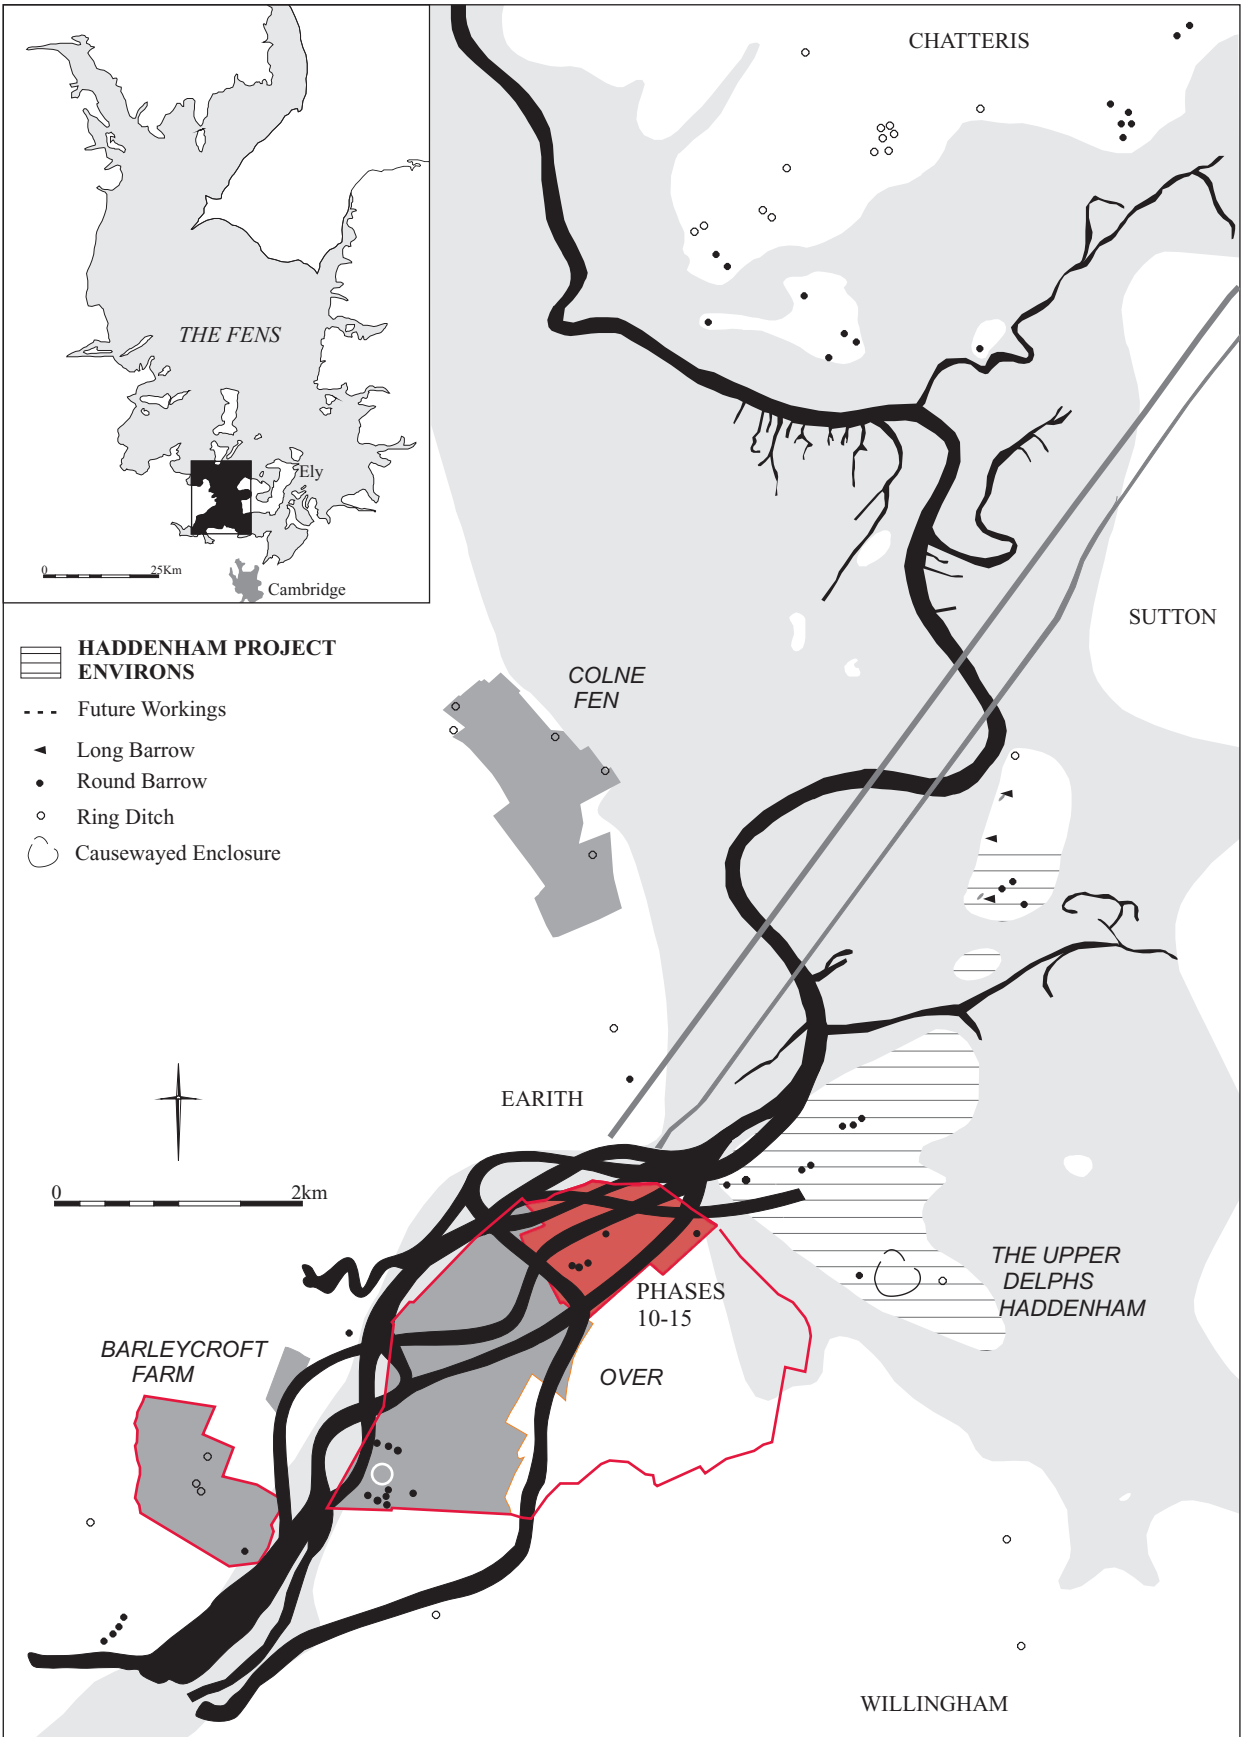 CHATTERIS
THE FENS
Ely
0 25Km
Cambridge
HADDENHAM PROJECT
ENVIRONS
Future Workings
Long Barrow
Round Barrow
Ring Ditch
Causewayed Enclosure
SUTTON
COLNE
FEN
EARITH
0 2km
THE UPPER
DELPHS
HADDENHAM
PHASES
10-15
BARLEYCROFT
FARM
OVER
WILLINGHAM